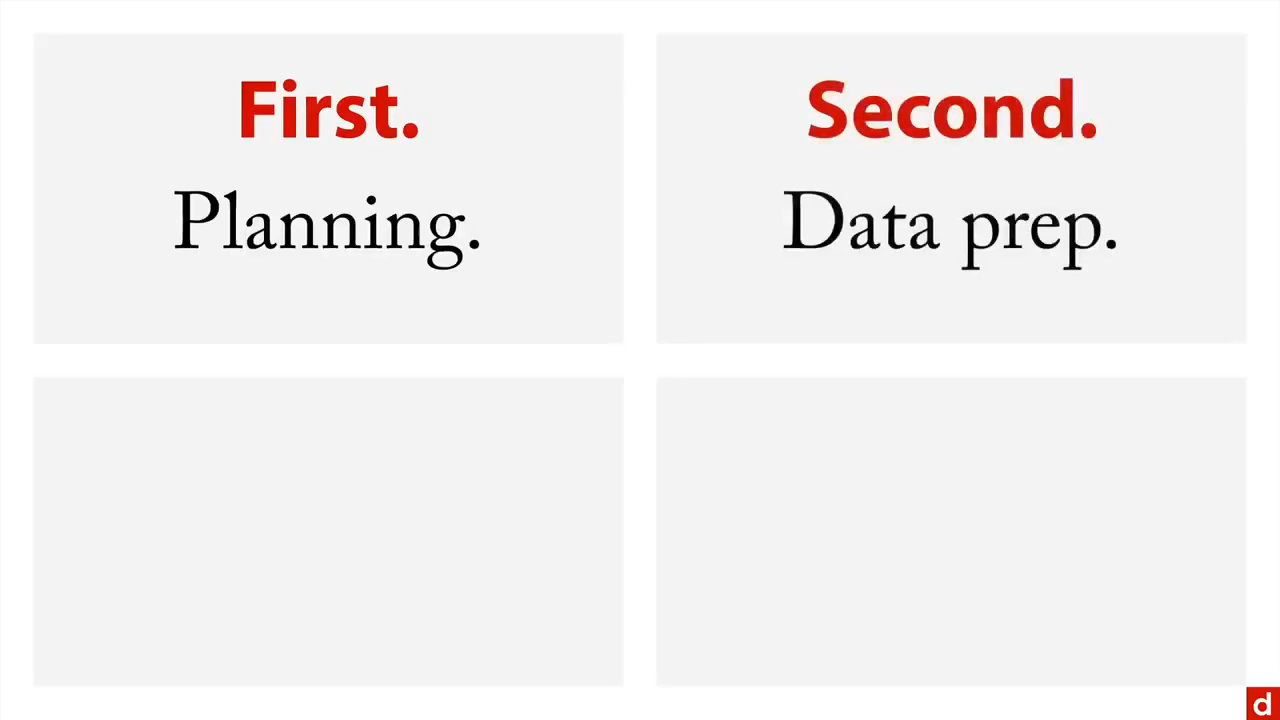 First.
Planning.
Second.
Data prep.
d